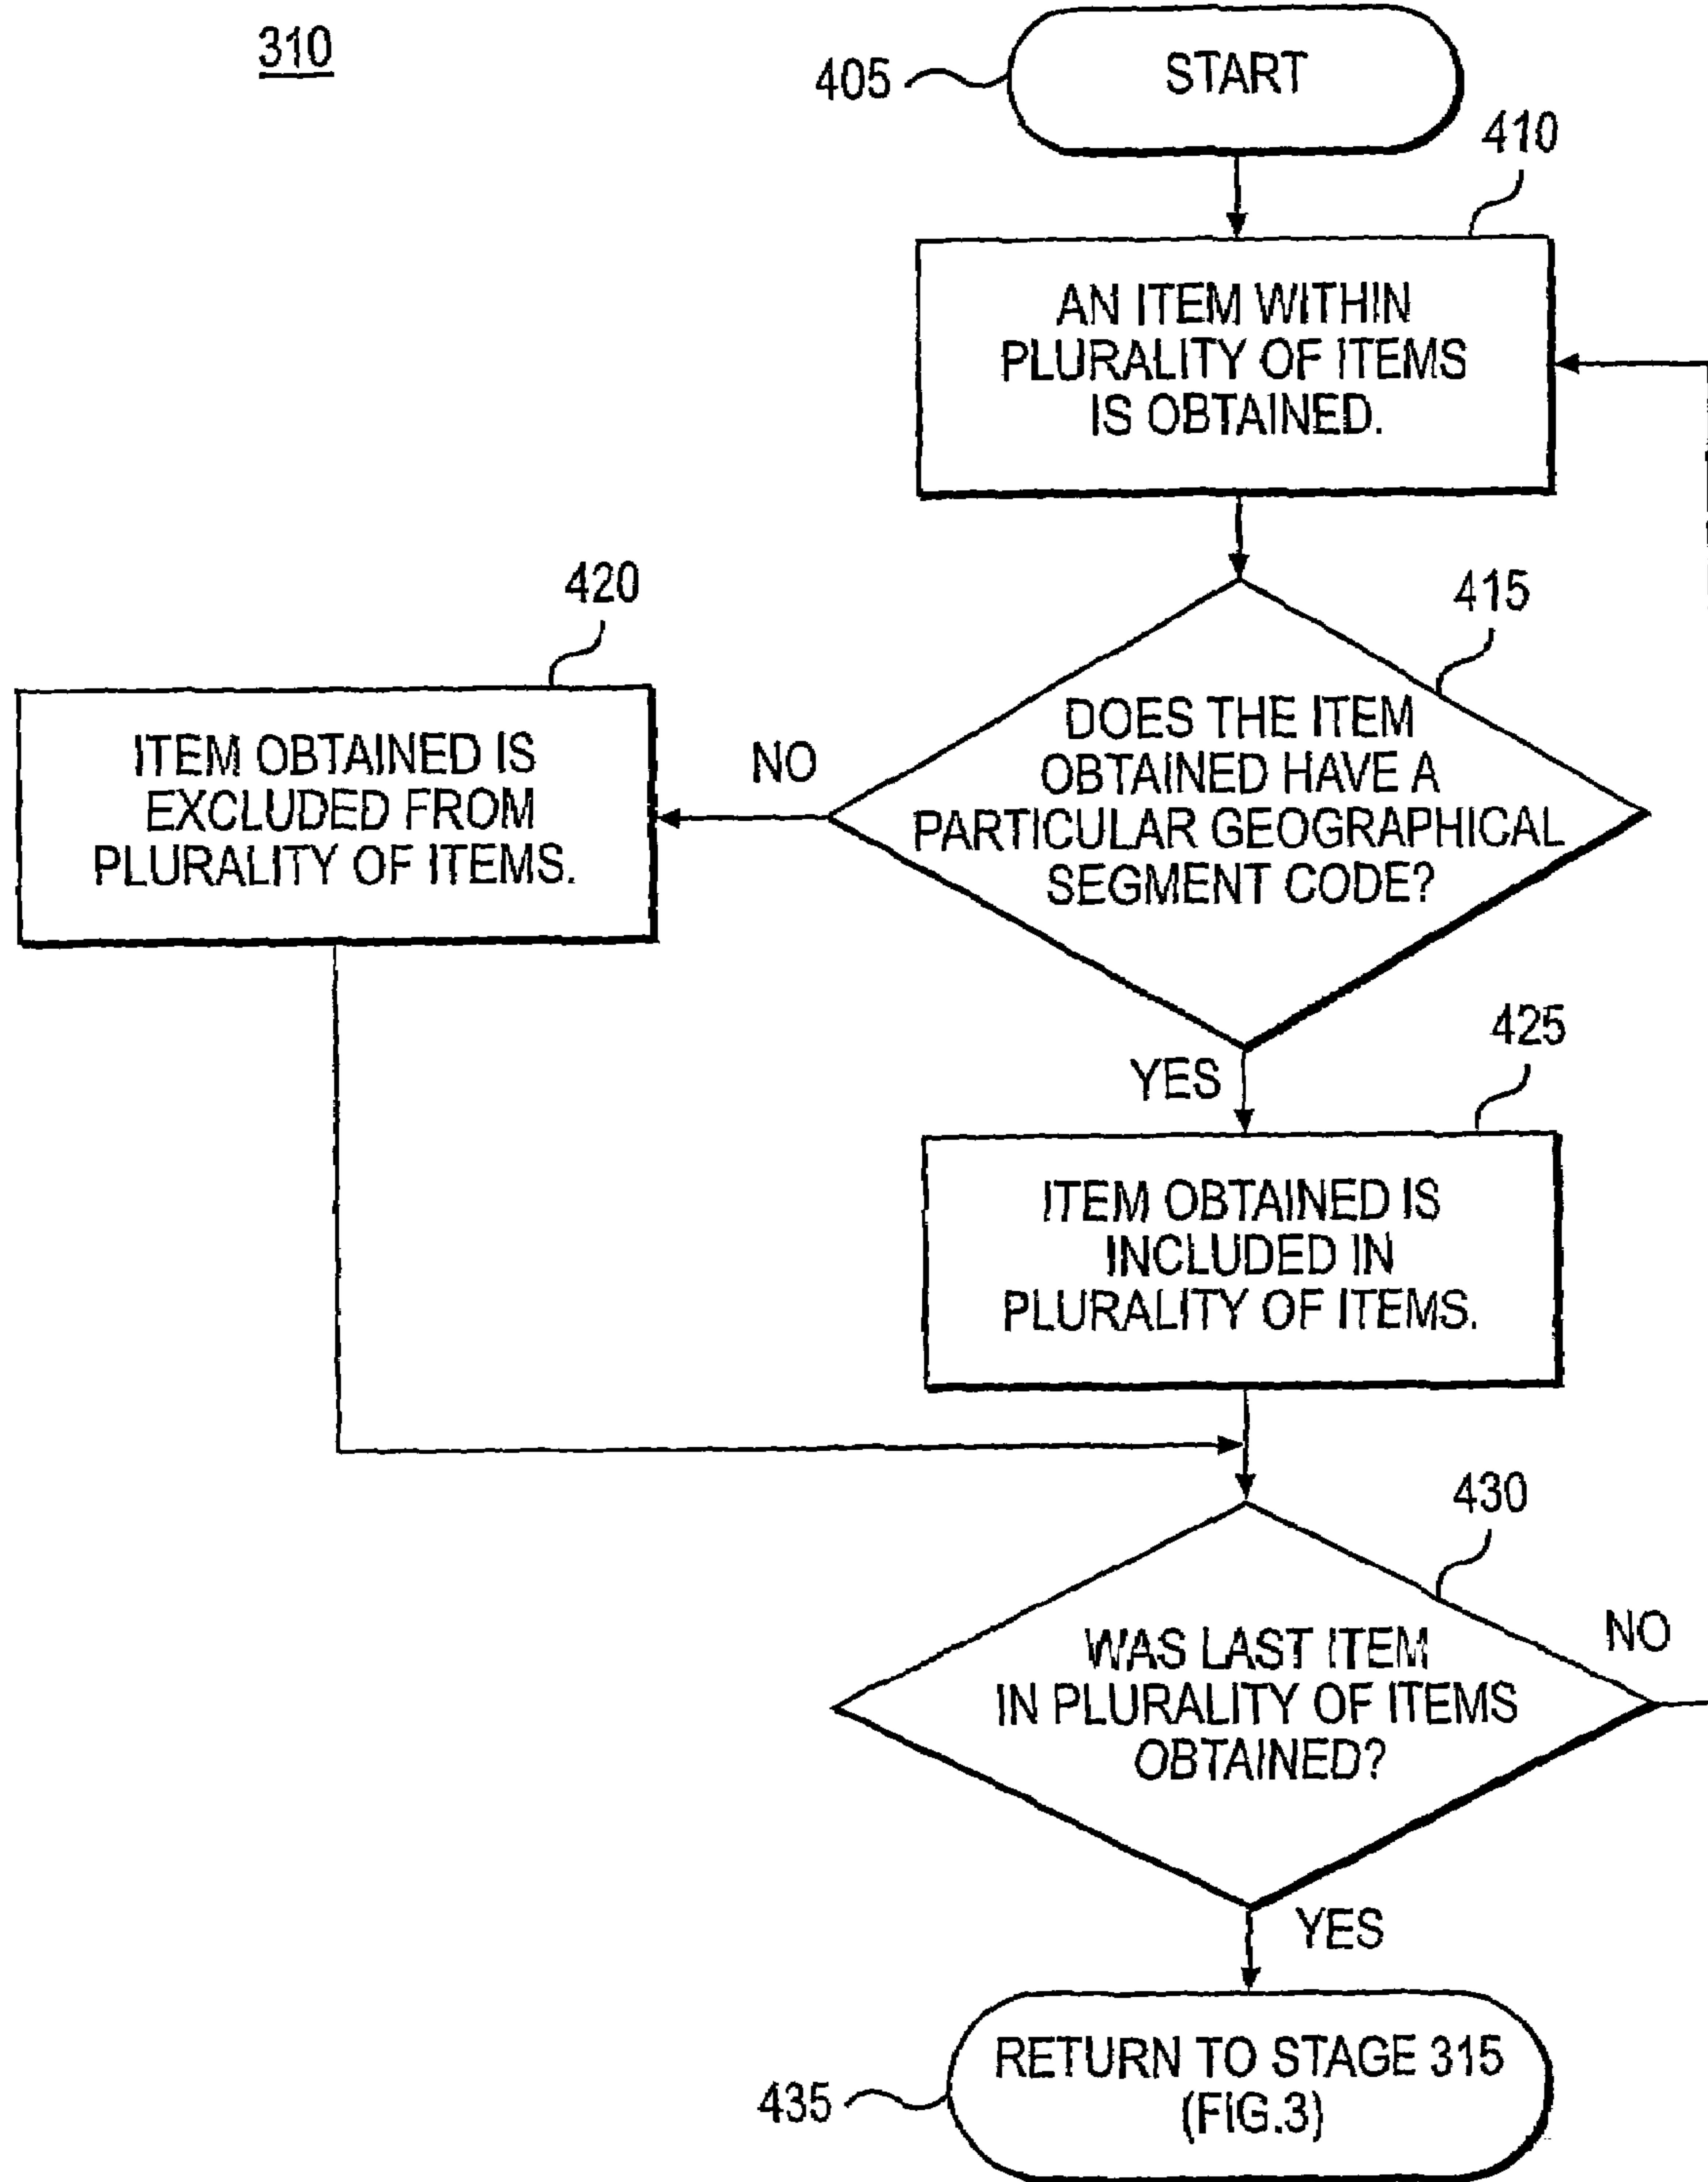 310
405
START
410
AN ITEM WITHIN
PLURALITY OF ITEMS
IS OBTAINED.
415
DOES THE ITEM
OBTAINED HAVE A
PARTICULAR GEOGRAPHICAL
SEGMENT CODE?
NO
420
ITEM OBTAINED IS
EXCLUDED FROM
PLURALITY OF ITEMS.
YES
425
ITEM OBTAINED IS
INCLUDED IN
PLURALITY OF ITEMS.
430
WAS LAST ITEM
IN PLURALITY OF ITEMS
OBTAINED?
NO
YES
435
RETURN TO STAGE 315
(FIG.3)